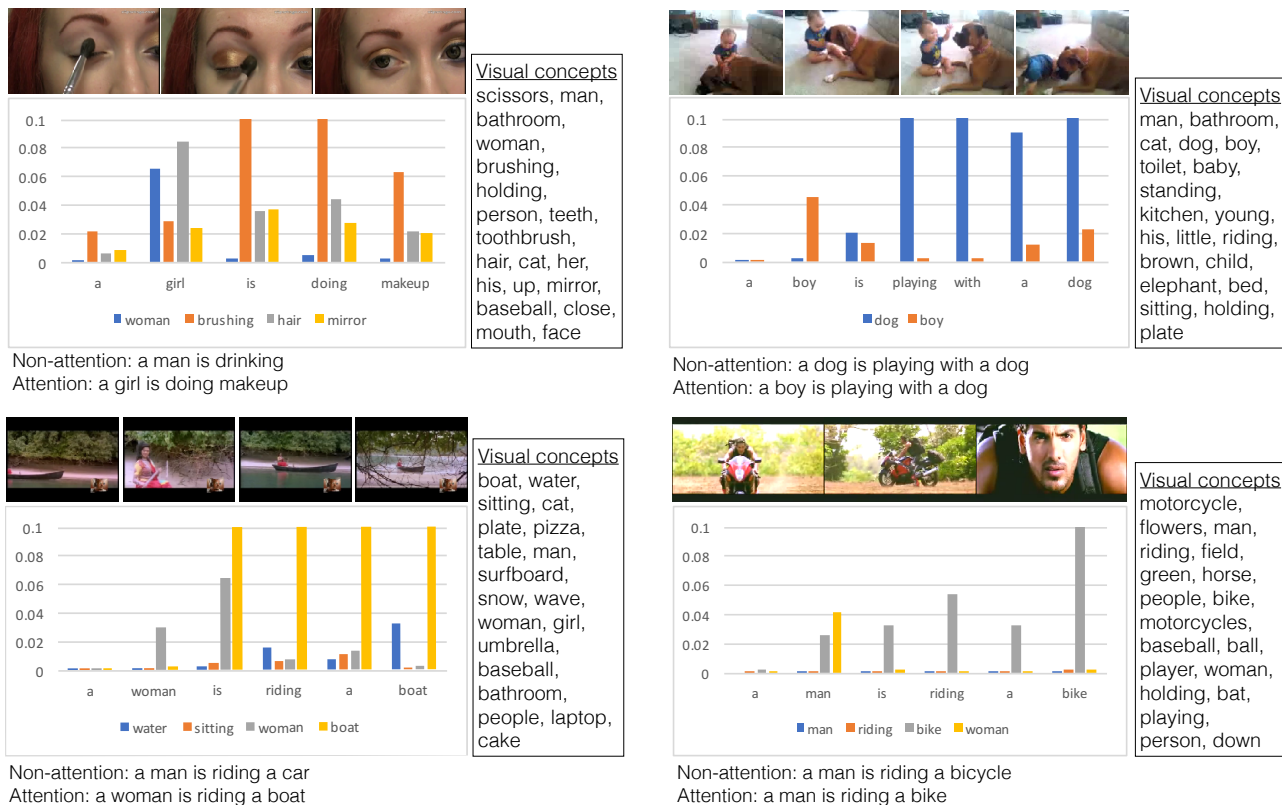 Visual concepts
scissors, man,
bathroom,
woman,
brushing,
holding,
person, teeth,
toothbrush,
hair, cat, her,
his, up, mirror,
baseball, close,
mouth, face
0.1
0.08
0.06
0.04
0.02
0
a girl is doing makeup
woman brushing hair mirror
Non-attention: a man is drinking
Attention: a girl is doing makeup
Visual concepts
man, bathroom,
cat, dog, boy,
toilet, baby,
standing,
kitchen, young,
his, little, riding,
brown, child,
elephant, bed,
sitting, holding,
plate
0.1
0.08
0.06
0.04
0.02
0
a boy is playing with a dog
dog boy
Non-attention: a dog is playing with a dog
Attention: a boy is playing with a dog
Visual concepts
boat, water,
sitting, cat,
plate, pizza,
table, man,
surfboard,
snow, wave,
woman, girl,
umbrella,
baseball,
bathroom,
people, laptop,
cake
0.1
0.08
0.06
0.04
0.02
0
a woman is riding a boat
water sitting woman boat
Non-attention: a man is riding a car
Attention: a woman is riding a boat
Visual concepts
motorcycle,
flowers, man,
riding, field,
green, horse,
people, bike,
motorcycles,
baseball, ball,
player, woman,
holding, bat,
playing,
person, down
0.1
0.08
0.06
0.04
0.02
0
a man is riding a bike
man riding bike woman
Non-attention: a man is riding a bicycle
Attention: a man is riding a bike